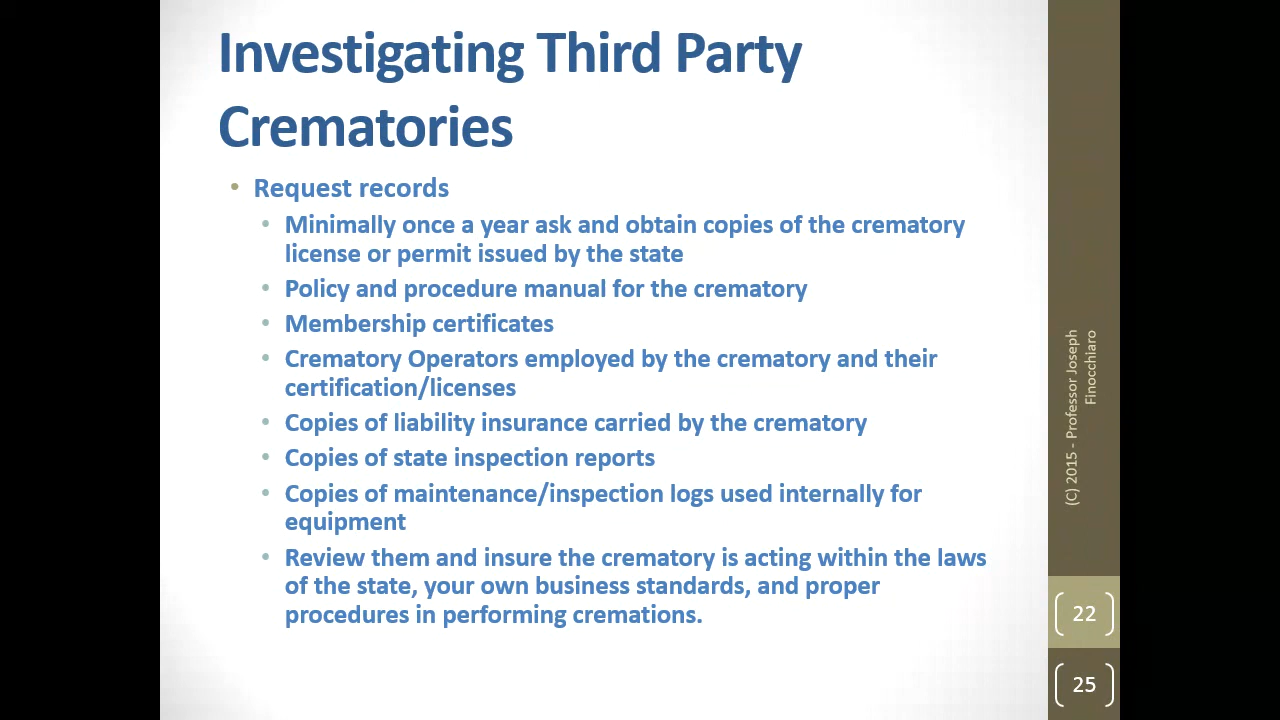 Investigating Third Party
Crematories
• Request records
• Minimally once a year ask and obtain copies of the crematory
license or permit issued by the state
• Policy and procedure manual for the crematory
• Membership certificates
• Crematory Operators employed by the crematory and their
certification/licenses
• Copies of liability insurance carried by the crematory
• Copies of state inspection reports
• Copies of maintenance/inspection logs used internally for
equipment
• Review them and insure the crematory is acting within the laws
of the state, your own business standards, and proper
procedures in performing cremations.
(C) 2015 - Professor Joseph
Finocchiaro
22
25